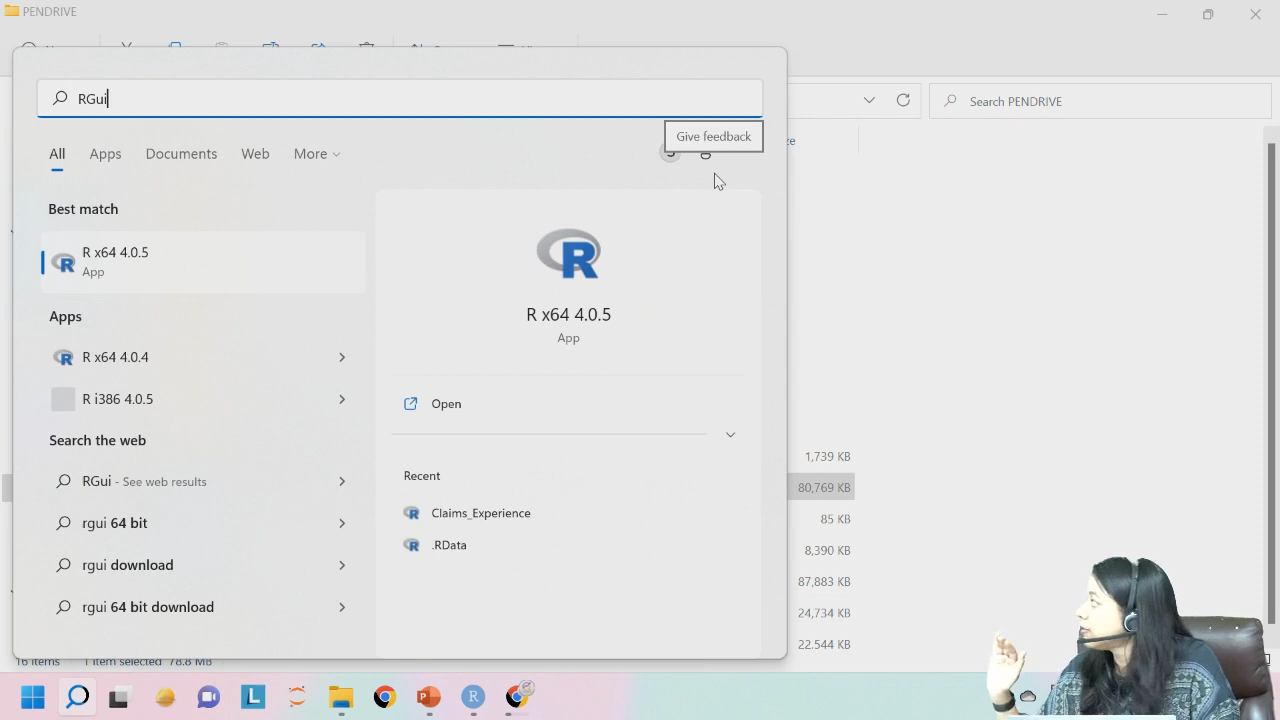 PENDRIVE
RGui
Search PENDRIVE
Give feedback
All Apps Documents Web More
Best match
R x64 4.0.5
App
Apps
R x64 4.0.4
R i386 4.0.5
Search the web
RGui - See web results
rgui 64 bit
rgui download
rgui 64 bit download
R x64 4.0.5
App
Open
Recent
Claims_Experience
.RData
1,739 KB
80,769 KB
85 KB
8,390 KB
87,883 KB
24,734 KB
22,544 KB
16 items 1 item selected 78.8 MB